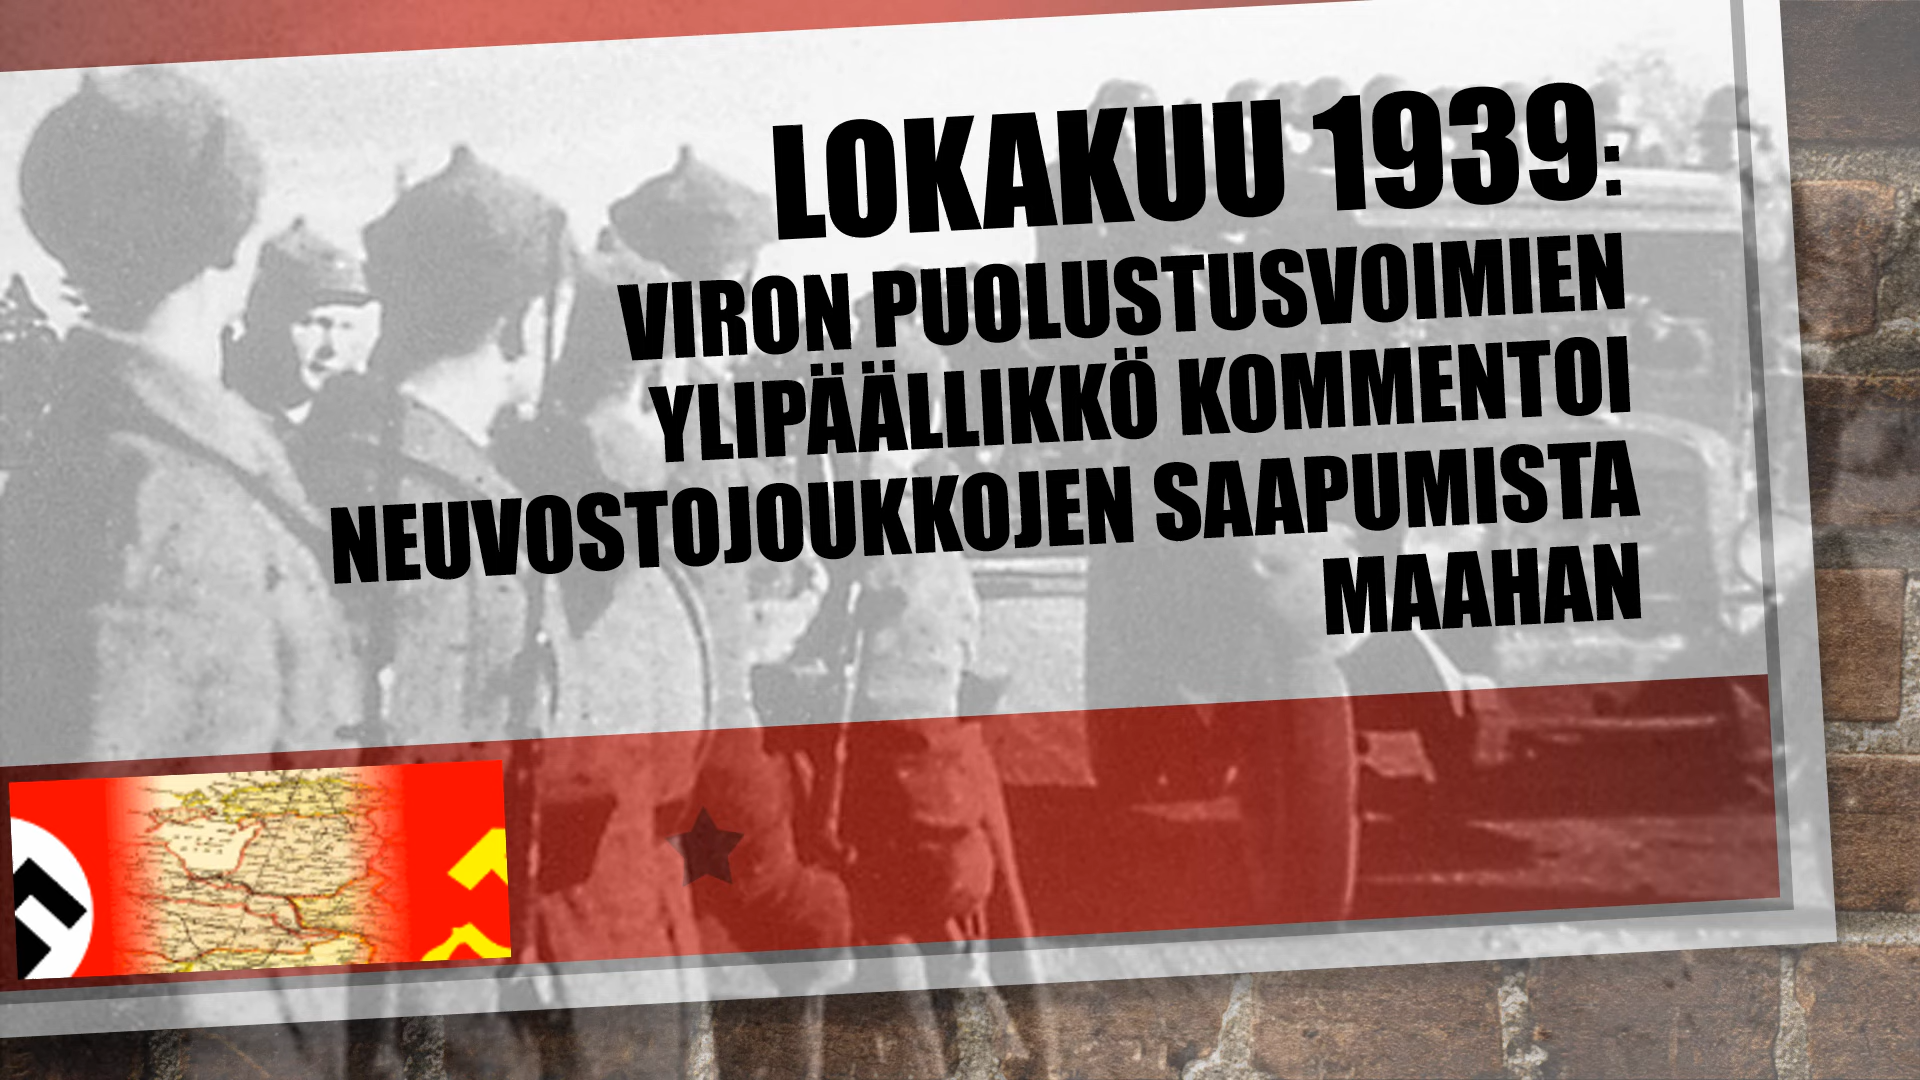 LOKAKUU 1939:
VIRON PUOLUSTUSVOIMIEN
YLIPÄÄLLIKKÖ KOMMENTOI
NEUVOSTOJOUKKOJEN SAAPUMISTA
MAAHAN